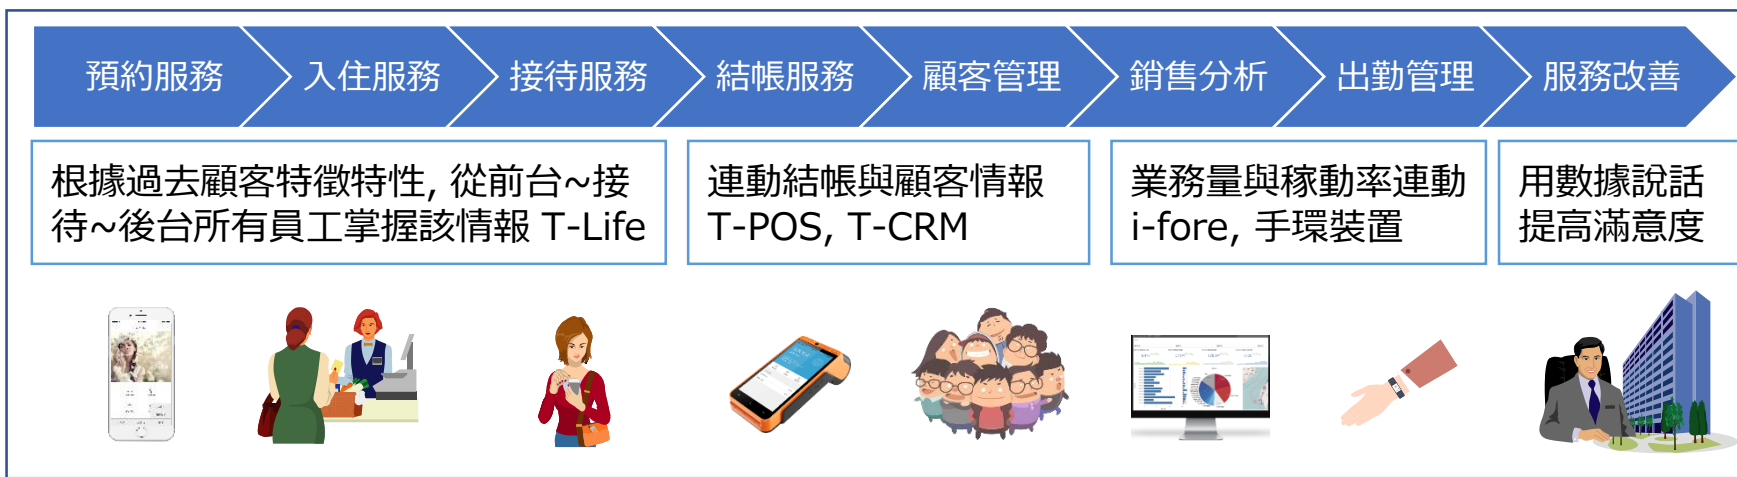 預約服務
入住服務
接待服務
結帳服務
顧客管理
銷售分析
出勤管理
服務改善
根據過去顧客特徵特性, 從前台~接
待~後台所有員工掌握該情報 T-Life
連動結帳與顧客情報
T-POS, T-CRM
業務量與稼動率連動
i-fore, 手環裝置
用數據說話
提高滿意度